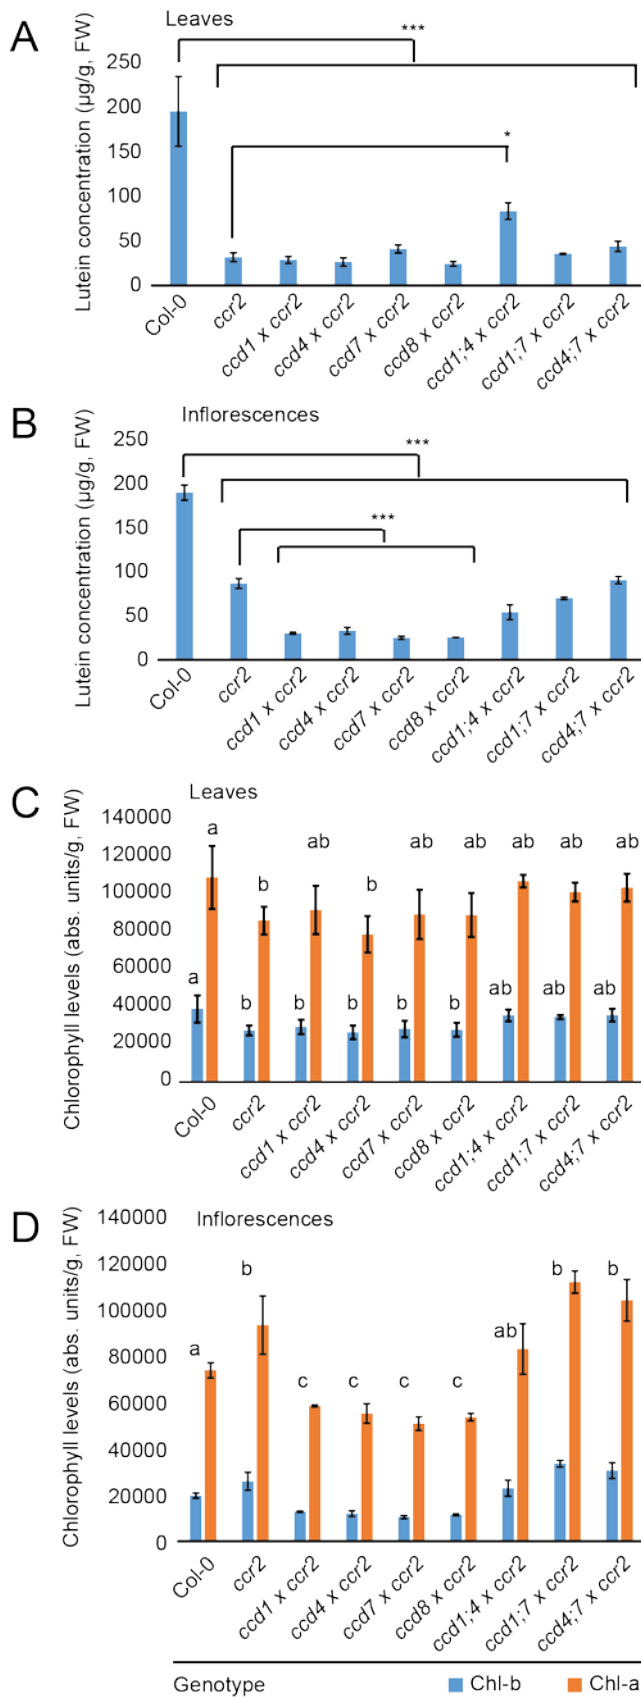 A
Leaves
***
Lutein concentration (µg/g, FW)
250
200
150
100
50
0
*
Col-0
ccr2
ccd1 x ccr2
ccd4 x ccr2
ccd7 x ccr2
ccd8 x ccr2
ccd1;4 x ccr2
ccd1;7 x ccr2
ccd4;7 x ccr2
B
Inflorescences
***
Lutein concentration (µg/g, FW)
250
200
150
100
50
0
***
Col-0
ccr2
ccd1 x ccr2
ccd4 x ccr2
ccd7 x ccr2
ccd8 x ccr2
ccd1;4 x ccr2
ccd1;7 x ccr2
ccd4;7 x ccr2
C
Leaves
Chlorophyll levels (abs. units/g, FW)
140000
120000
100000
80000
60000
40000
20000
0
a b ab b ab ab ab ab ab
a b b b b b ab ab ab
Col-0
ccr2
ccd1 x ccr2
ccd4 x ccr2
ccd7 x ccr2
ccd8 x ccr2
ccd1;4 x ccr2
ccd1;7 x ccr2
ccd4;7 x ccr2
D
Inflorescences
Chlorophyll levels (abs. units/g, FW)
140000
120000
100000
80000
60000
40000
20000
0
a b c c c c ab b b
Col-0
ccr2
ccd1 x ccr2
ccd4 x ccr2
ccd7 x ccr2
ccd8 x ccr2
ccd1;4 x ccr2
ccd1;7 x ccr2
ccd4;7 x ccr2
Genotype
Chl-b
Chl-a